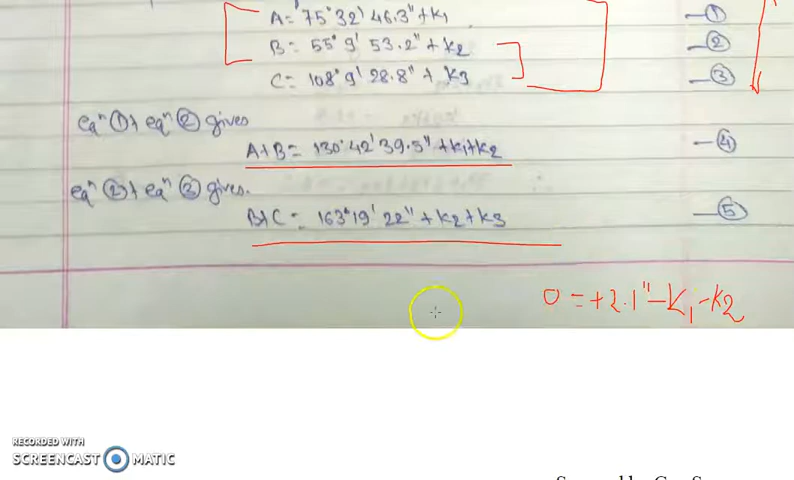 A = 75° 32' 46.3" + K1 —①
B = 55° 9' 53.2" + K2 —②
C = 108° 9' 28.8" + K3 —③
eqⁿ ① + eqⁿ ② gives
A+B = 130° 42' 39.5" + K1+K2 —④
eqⁿ ② + eqⁿ ③ gives.
B+C = 163° 19' 22" + K2+K3 —⑤
0 = +2.1" - K1 - K2
RECORDED WITH
SCREENCAST MATIC